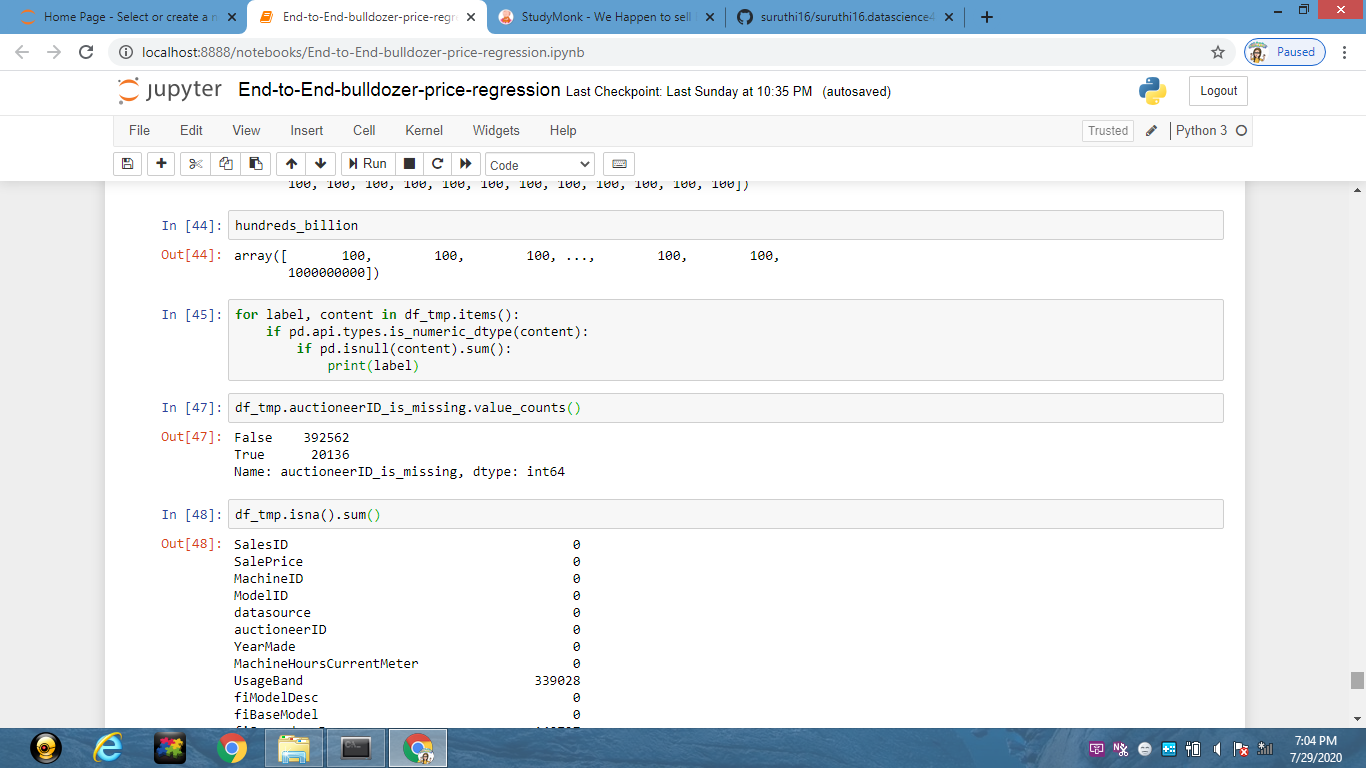 Home Page - Select or create a n
End-to-End-bulldozer-price-regr
StudyMonk - We Happen to sell
suruthi16/suruthi16.datascience4
localhost:8888/notebooks/End-to-End-bulldozer-price-regression.ipynb
Paused
jupyter End-to-End-bulldozer-price-regression Last Checkpoint: Last Sunday at 10:35 PM (autosaved)
Logout
File Edit View Insert Cell Kernel Widgets Help
Trusted
Python 3
Run
Code
100, 100, 100, 100, 100, 100, 100, 100, 100, 100, 100, 100])
In [44]: hundreds_billion
Out[44]: array([       100,        100,        100, ...,        100,        100,
1000000000])
In [45]: for label, content in df_tmp.items():
if pd.api.types.is_numeric_dtype(content):
if pd.isnull(content).sum():
print(label)
In [47]: df_tmp.auctioneerID_is_missing.value_counts()
Out[47]: False    392562
True      20136
Name: auctioneerID_is_missing, dtype: int64
In [48]: df_tmp.isna().sum()
Out[48]: SalesID 0
SalePrice 0
MachineID 0
ModelID 0
datasource 0
auctioneerID 0
YearMade 0
MachineHoursCurrentMeter 0
UsageBand 339028
fiModelDesc 0
fiBaseModel 0
7:04 PM
7/29/2020